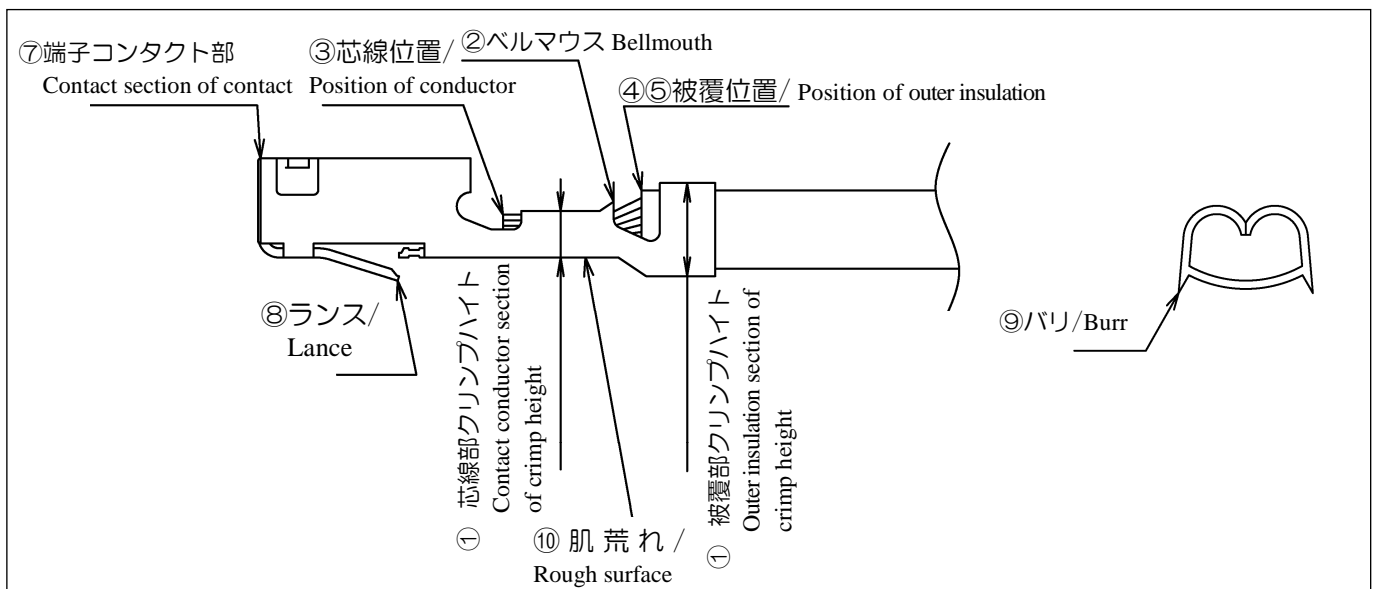 ⑦端子コンタクト部
Contact section of contact
③芯線位置/
Position of conductor
②ベルマウス Bellmouth
④⑤被覆位置/ Position of outer insulation
⑧ランス/
Lance
① 芯線部クリンプハイト
Contact conductor section
of crimp height
⑩ 肌 荒 れ /
Rough surface
① 被覆部クリンプハイト
Outer insulation section of
crimp height
⑨バリ/Burr